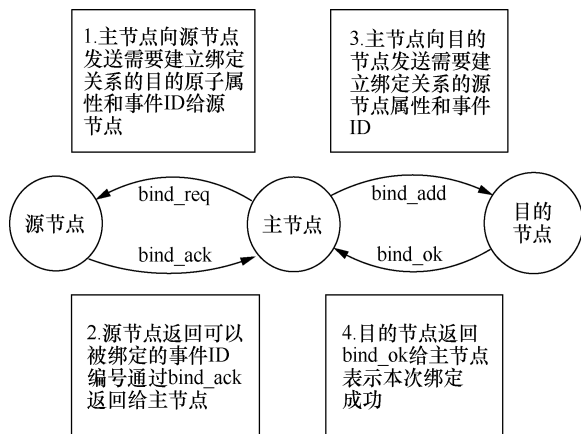 1.主节点向源节点
发送需要建立绑定
关系的目的原子属
性和事件ID给源
节点
3.主节点向目的
节点发送需要建
立绑定关系的源
节点属性和事件
ID
bind_req
bind_add
源节点
主节点
目的
节点
bind_ack
bind_ok
2.源节点返回可以
被绑定的事件ID
编号通过bind_ack
返回给主节点
4.目的节点返回
bind_ok给主节点
表示本次绑定
成功